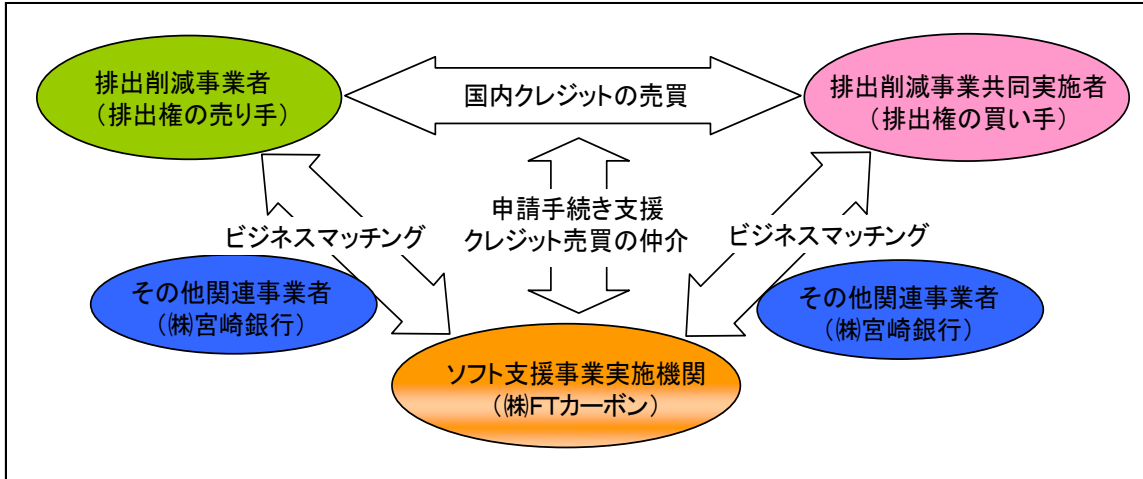 排出削減事業者
（排出権の売り手）
国内クレジットの売買
排出削減事業共同実施者
（排出権の買い手）
申請手続き支援
クレジット売買の仲介
ビジネスマッチング
ビジネスマッチング
その他関連事業者
（㈱宮崎銀行）
その他関連事業者
（㈱宮崎銀行）
ソフト支援事業実施機関
（㈱FTカーボン）